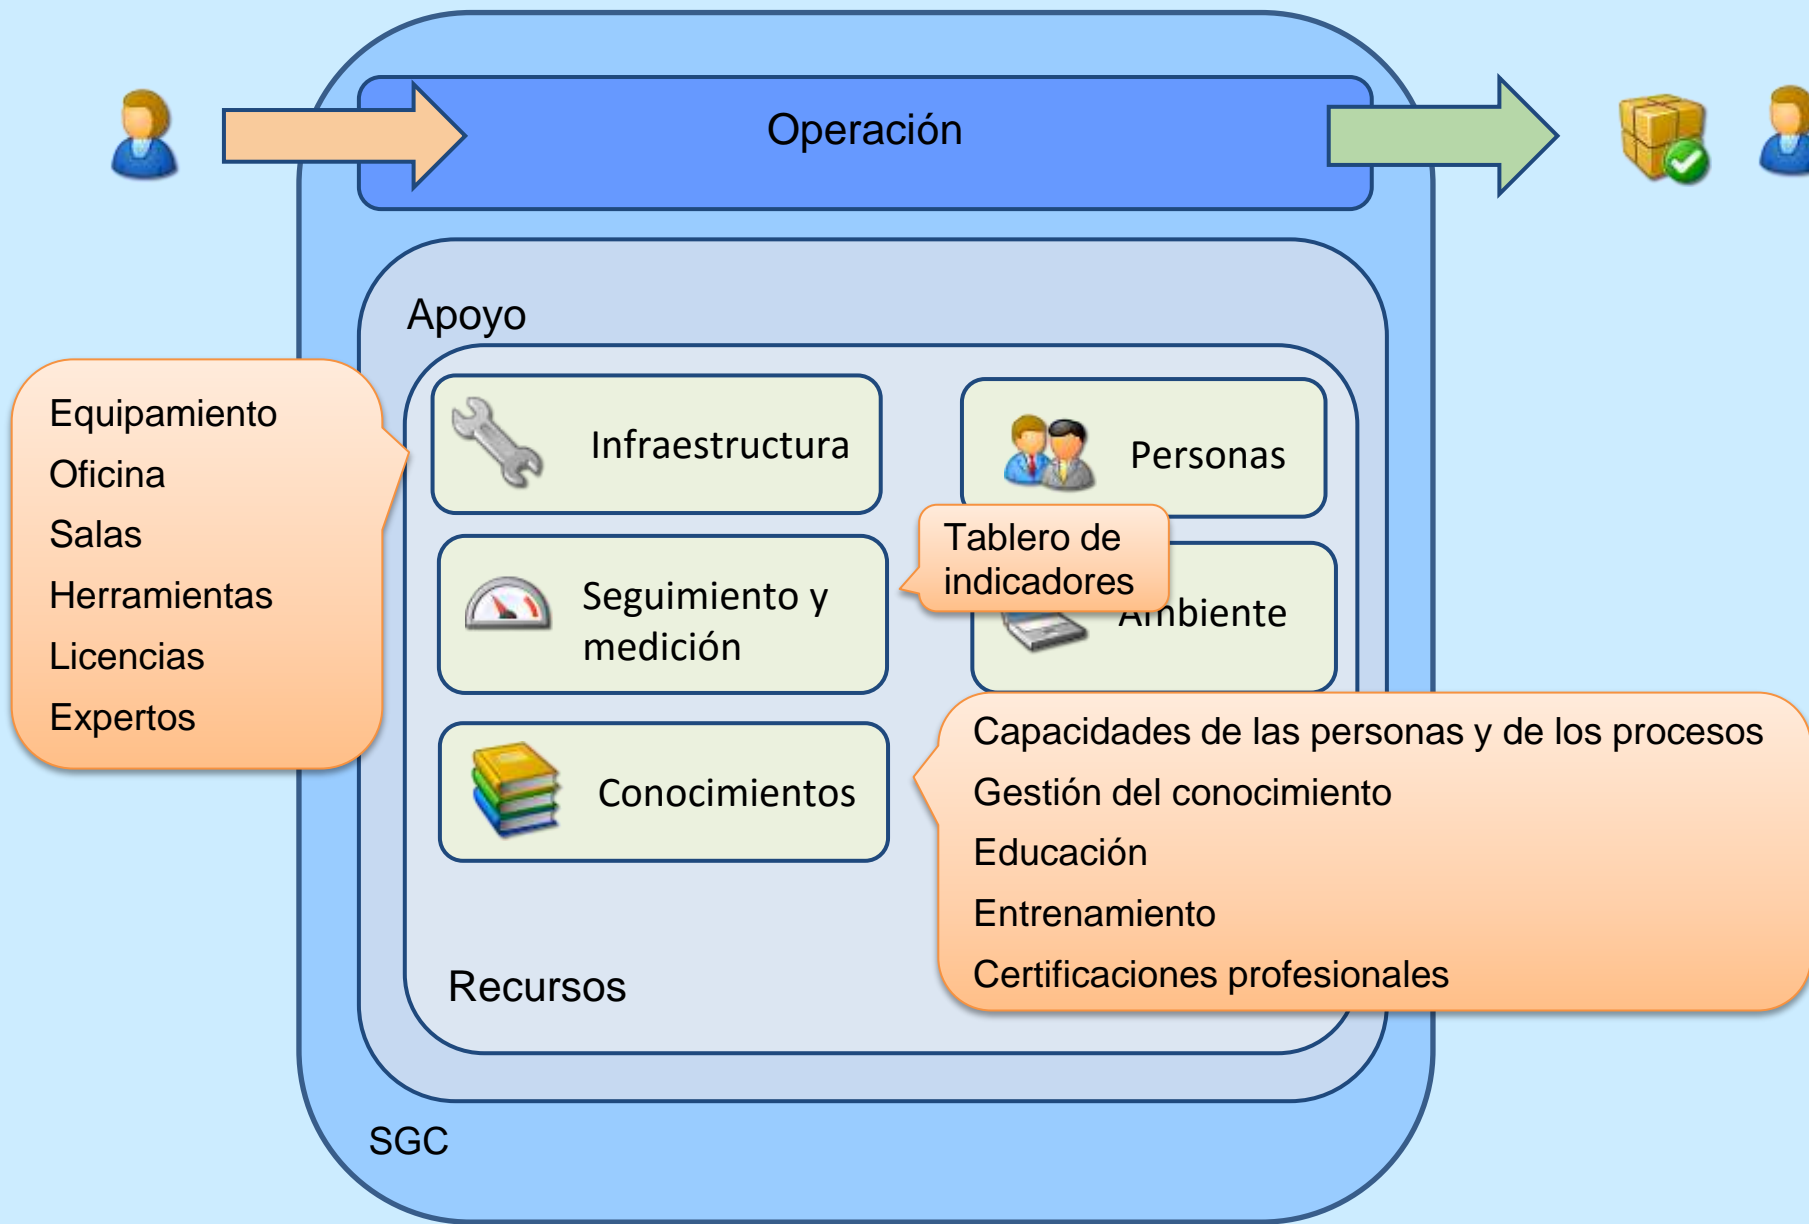 Operación
Apoyo
Equipamiento
Oficina
Salas
Herramientas
Licencias
Expertos
Infraestructura
Personas
Seguimiento y
medición
Tablero de
indicadores
Ambiente
Conocimientos
Capacidades de las personas y de los procesos
Gestión del conocimiento
Educación
Entrenamiento
Certificaciones profesionales
Recursos
SGC